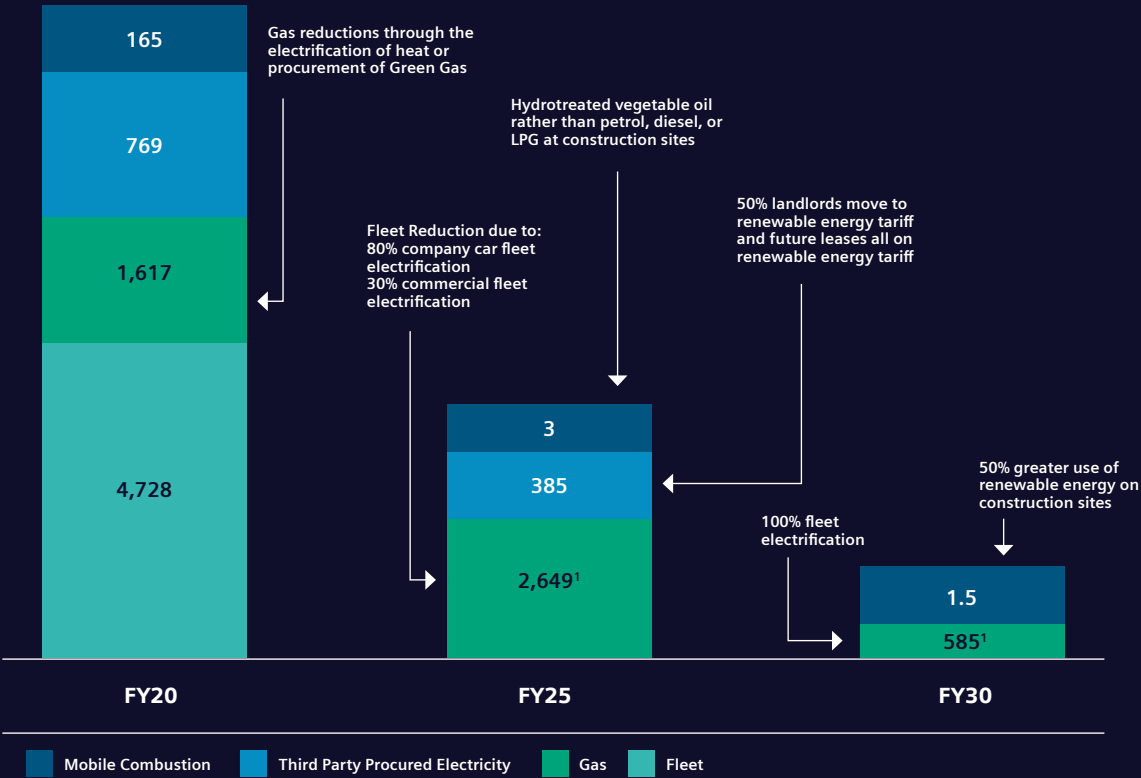 165
769
1,617
4,728
Gas reductions through the
electrification of heat or
procurement of Green Gas
Fleet Reduction due to:
80% company car fleet
electrification
30% commercial fleet
electrification
Hydrotreated vegetable oil
rather than petrol, diesel, or
LPG at construction sites
3
385
2,649¹
50% landlords move to
renewable energy tariff
and future leases all on
renewable energy tariff
100% fleet
electrification
50% greater use of
renewable energy on
construction sites
1.5
585¹
FY20
FY25
FY30
Mobile Combustion
Third Party Procured Electricity
Gas
Fleet